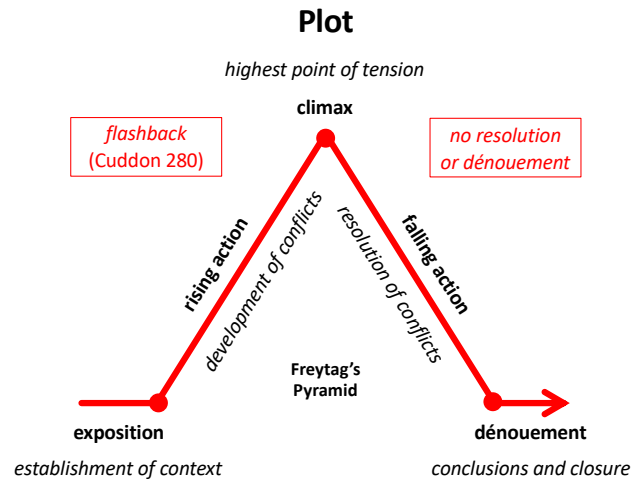 Plot
highest point of tension
climax
flashback
(Cuddon 280)
no resolution
or dénouement
rising action
development of conflicts
resolution of conflicts
falling action
Freytag’s
Pyramid
exposition
dénouement
establishment of context
conclusions and closure